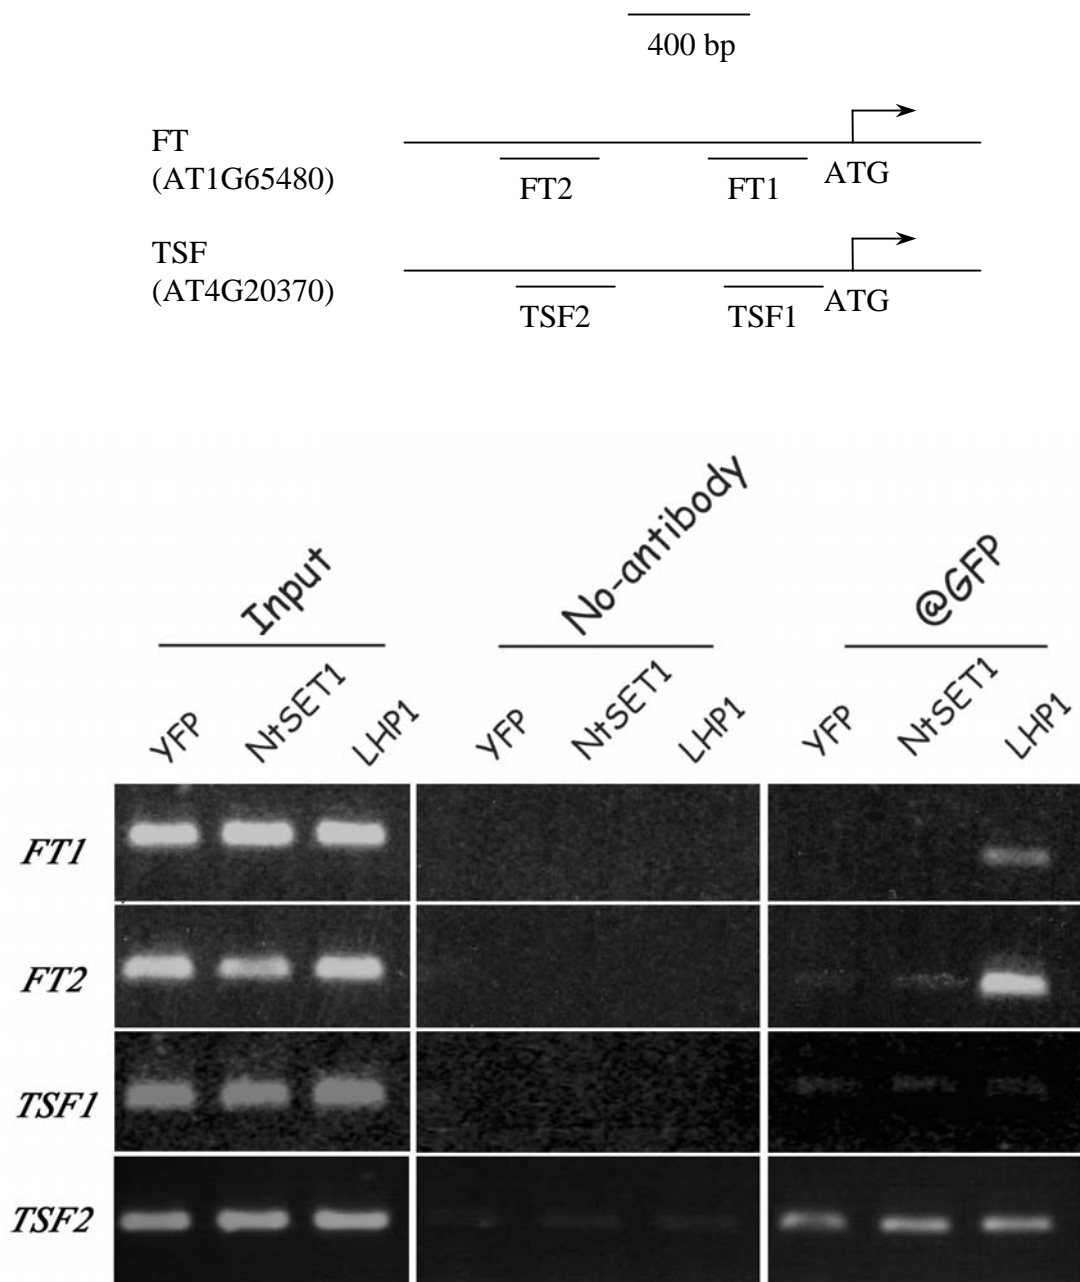 400 bp
FT
(AT1G65480)
FT2
FT1
ATG
TSF
(AT4G20370)
TSF2
TSF1
ATG
Input
No-antibody
@GFP
YFP
NtSET1
LHP1
YFP
NtSET1
LHP1
YFP
NtSET1
LHP1
FT1
FT2
TSF1
TSF2